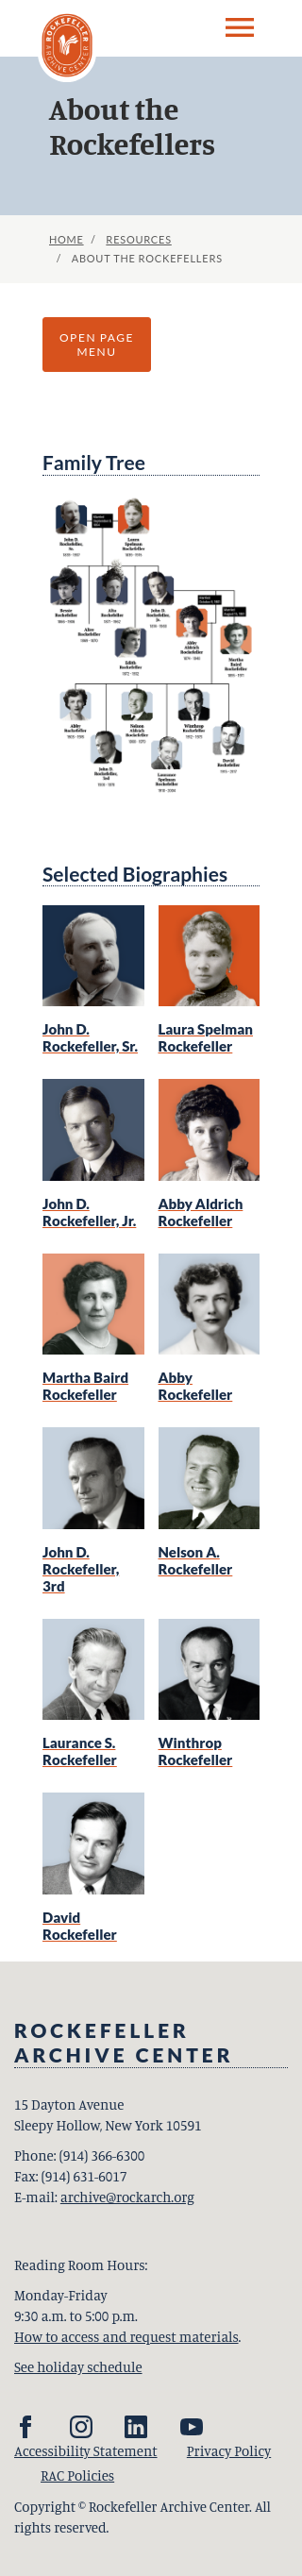 ROCKEFELLER
ARCHIVE CENTER
About the
Rockefellers
HOME / RESOURCES
/ ABOUT THE ROCKEFELLERS
OPEN PAGE
MENU
Family Tree
John D.
Rockefeller,
Sr.
Laura
Spelman
Rockefeller
Bessie
Rockefeller
Alta
Rockefeller
John D.
Rockefeller,
Jr.
Alice
Rockefeller
Edith
Rockefeller
Abby
Aldrich
Rockefeller
Martha
Baird
Rockefeller
Abby
Rockefeller
Nelson
Aldrich
Rockefeller
Winthrop
Rockefeller
John D.
Rockefeller,
3rd
Laurance
Spelman
Rockefeller
David
Rockefeller
Selected Biographies
John D.
Rockefeller, Sr.
Laura Spelman
Rockefeller
John D.
Rockefeller, Jr.
Abby Aldrich
Rockefeller
Martha Baird
Rockefeller
Abby
Rockefeller
John D.
Rockefeller,
3rd
Nelson A.
Rockefeller
Laurance S.
Rockefeller
Winthrop
Rockefeller
David
Rockefeller
ROCKEFELLER
ARCHIVE CENTER
15 Dayton Avenue
Sleepy Hollow, New York 10591
Phone: (914) 366-6300
Fax: (914) 631-6017
E-mail: archive@rockarch.org
Reading Room Hours:
Monday-Friday
9:30 a.m. to 5:00 p.m.
How to access and request materials.
See holiday schedule
Accessibility Statement Privacy Policy
RAC Policies
Copyright © Rockefeller Archive Center. All
rights reserved.